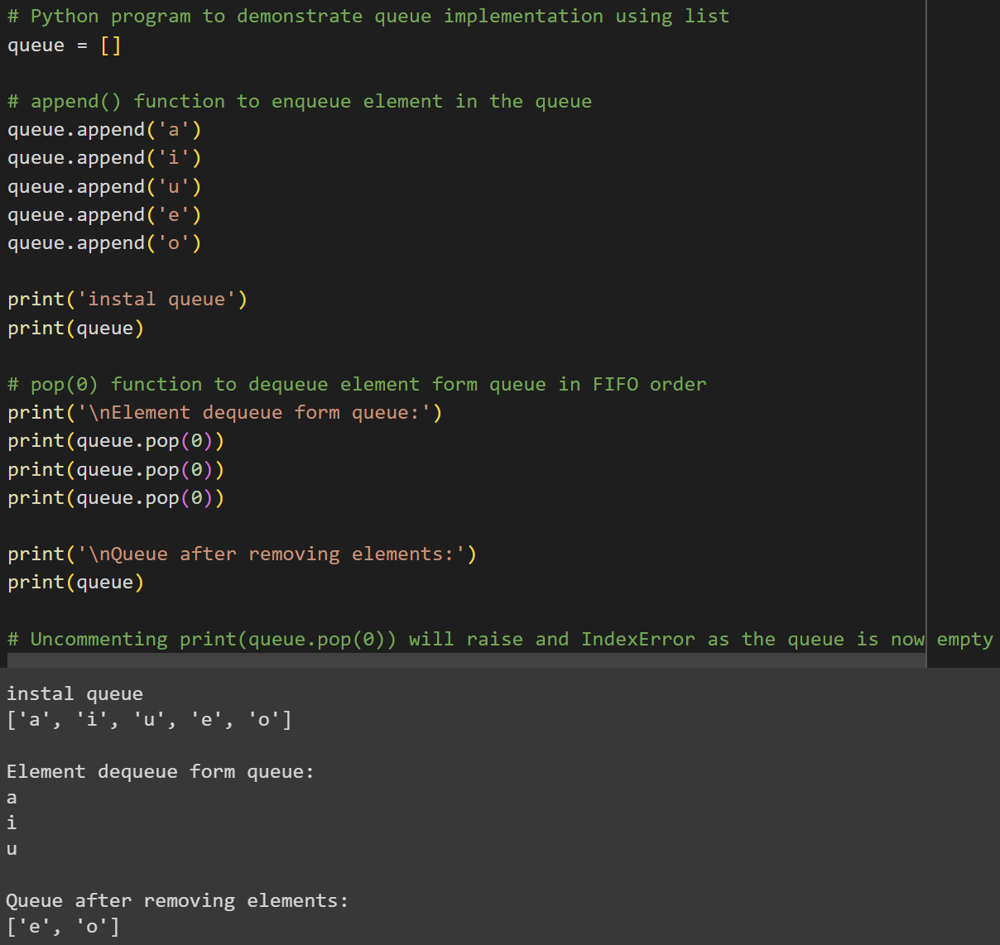 # Python program to demonstrate queue implementation using list
queue = []
# append() function to enqueue element in the queue
queue.append('a')
queue.append('i')
queue.append('u')
queue.append('e')
queue.append('o')
print('instal queue')
print(queue)
# pop(0) function to dequeue element form queue in FIFO order
print('\nElement dequeue form queue:')
print(queue.pop(0))
print(queue.pop(0))
print(queue.pop(0))
print('\nQueue after removing elements:')
print(queue)
# Uncommenting print(queue.pop(0)) will raise and IndexError as the queue is now empty
instal queue
['a', 'i', 'u', 'e', 'o']
Element dequeue form queue:
a
i
u
Queue after removing elements:
['e', 'o']